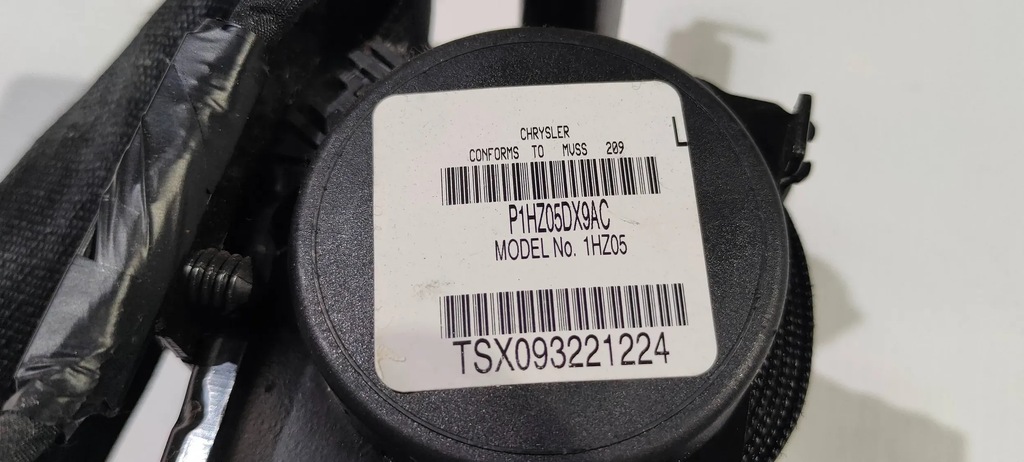 CHRYSLER
L
CONFORMS TO MVSS 209
P1HZ05DX9AC
MODEL No. 1HZ05
TSX093221224